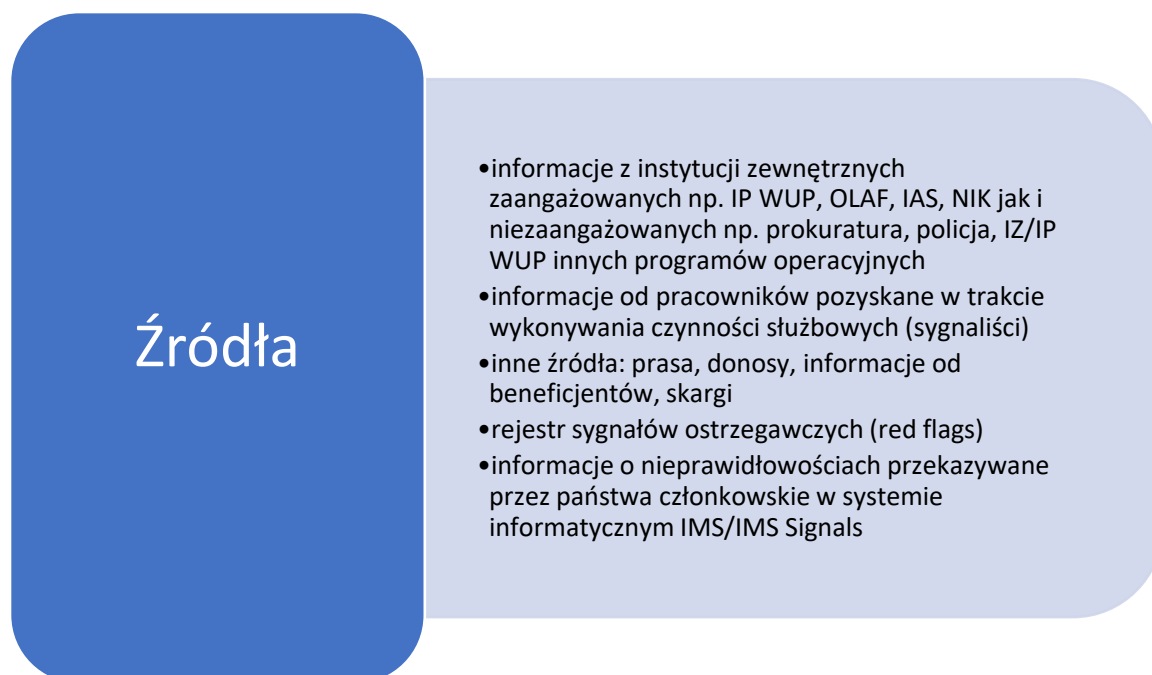 Źródła
•informacje z instytucji zewnętrznych
zaangażowanych np. IP WUP, OLAF, IAS, NIK jak i
niezaangażowanych np. prokuratura, policja, IZ/IP
WUP innych programów operacyjnych
•informacje od pracowników pozyskane w trakcie
wykonywania czynności służbowych (sygnaliści)
•inne źródła: prasa, donosy, informacje od
beneficjentów, skargi
•rejestr sygnałów ostrzegawczych (red flags)
•informacje o nieprawidłowościach przekazywane
przez państwa członkowskie w systemie
informatycznym IMS/IMS Signals